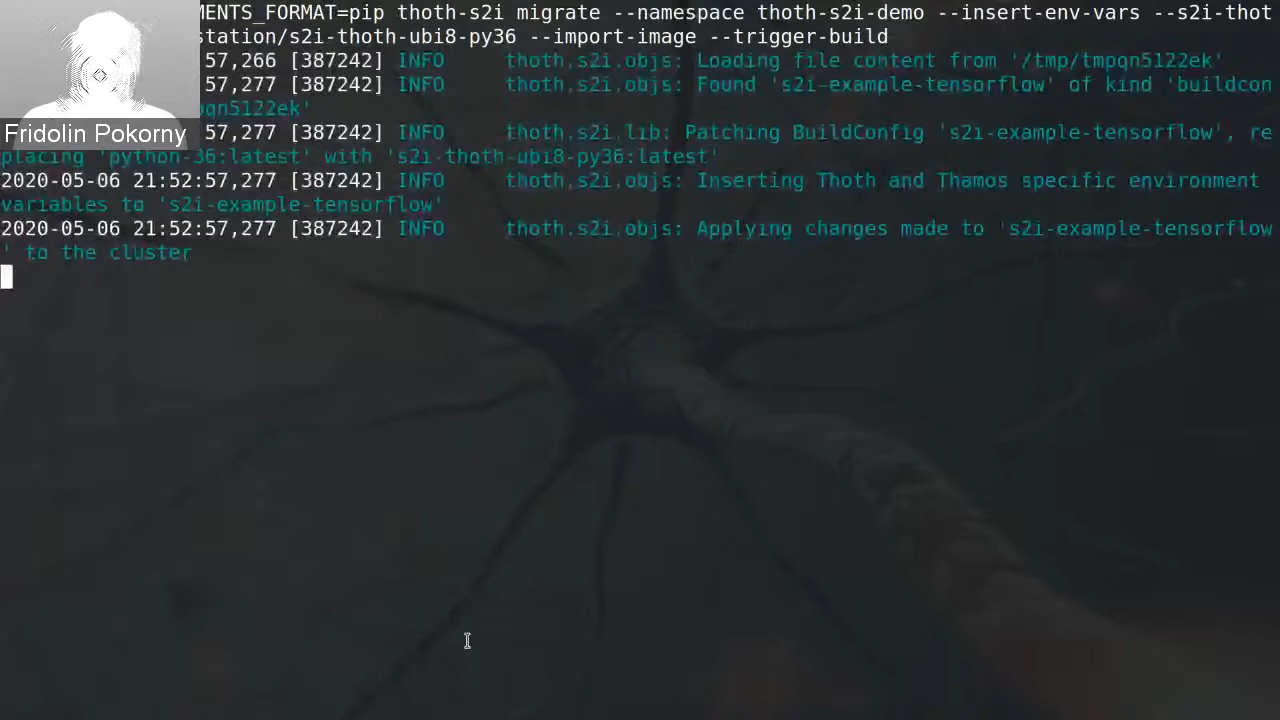 MENTS_FORMAT=pip thoth-s2i migrate --namespace thoth-s2i-demo --insert-env-vars --s2i-thot
station/s2i-thoth-ubi8-py36 --import-image --trigger-build
57,266 [387242] INFO     thoth.s2i.objs: Loading file content from '/tmp/tmpqn5122ek'
57,277 [387242] INFO     thoth.s2i.objs: Found 's2i-example-tensorflow' of kind 'buildcon
pqn5122ek'
Fridolin Pokorny
57,277 [387242] INFO     thoth.s2i.lib: Patching BuildConfig 's2i-example-tensorflow', re
placing 'python-36:latest' with 's2i-thoth-ubi8-py36:latest'
2020-05-06 21:52:57,277 [387242] INFO     thoth.s2i.objs: Inserting Thoth and Thamos specific environment
variables to 's2i-example-tensorflow'
2020-05-06 21:52:57,277 [387242] INFO     thoth.s2i.objs: Applying changes made to 's2i-example-tensorflow
' to the cluster